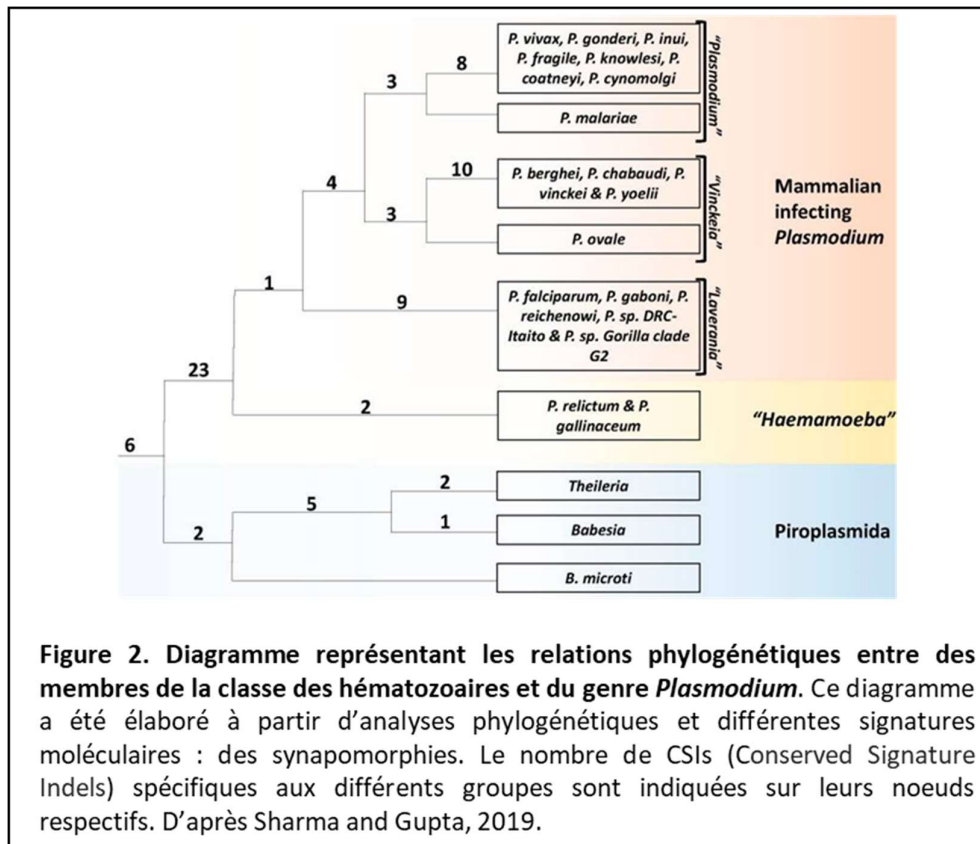 8
P. vivax, P. gonderi, P. inui,
P. fragile, P. knowlesi, P.
coatneyi, P. cynomolgi
3
P. malariae
"Plasmodium"
4
10
P. berghei, P. chabaudi, P.
vinckei & P. yoelii
3
P. ovale
"Vinckeia"
Mammalian
infecting
Plasmodium
1
9
P. falciparum, P. gaboni, P.
reichenowi, P. sp. DRC-
Itaito & P. sp. Gorilla clade
G2
"Laverania"
23
2
P. relictum & P.
gallinaceum
"Haemamoeba"
6
2
Theileria
5
1
Babesia
Piroplasmida
2
B. microti
Figure 2. Diagramme représentant les relations phylogénétiques entre des
membres de la classe des hématozoaires et du genre Plasmodium. Ce diagramme
a été élaboré à partir d'analyses phylogénétiques et différentes signatures
moléculaires : des synapomorphies. Le nombre de CSIs (Conserved Signature
Indels) spécifiques aux différents groupes sont indiquées sur leurs noeuds
respectifs. D'après Sharma and Gupta, 2019.